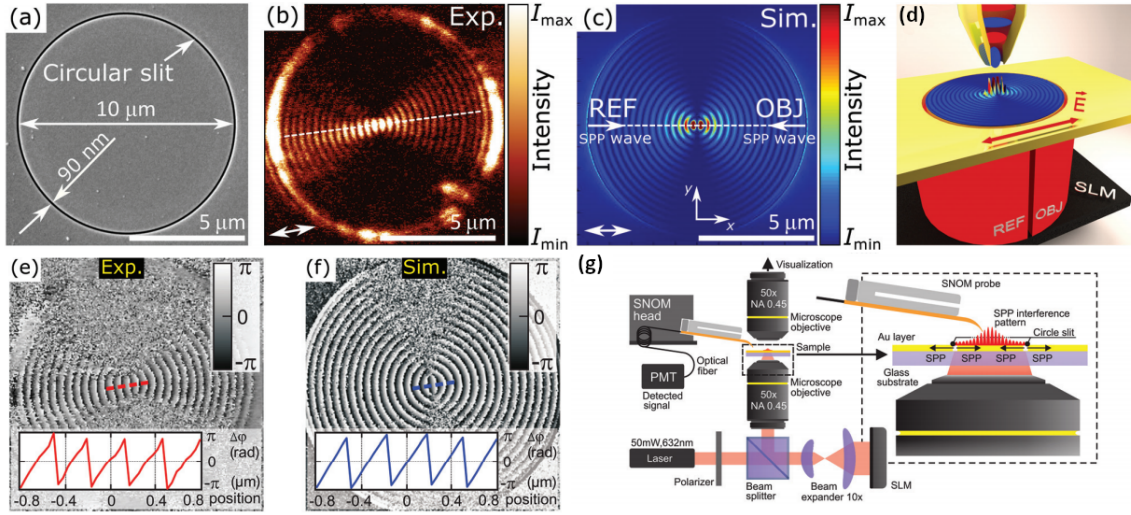 (a)
Circular slit
10 μm
90 nm
5 μm
(b)
Exp.
5 μm
I max
Intensity
I min
(c)
Sim.
REF
SPP wave
OBJ
SPP wave
y
x
5 μm
I max
Intensity
I min
(d)
E
SLM
REF
OBJ
(e)
Exp.
π
0
-π
π Δφ
(rad)
0
-π (μm)
-0.8 -0.4 0 0.4 0.8 position
(f)
Sim.
π
0
-π
π Δφ
(rad)
0
-π (μm)
-0.8 -0.4 0 0.4 0.8 position
(g)
Visualization
50x
NA 0.45
Microscope
objective
SNOM
head
Optical
fiber
PMT
Detected
signal
Sample
Microscope
objective
50x
NA 0.45
50mW,632nm
Laser
Polarizer
Beam
splitter
Beam
expander 10x
SLM
SNOM probe
SPP interference
pattern
Circle slit
Au layer
SPP SPP SPP SPP
Glass
substrate